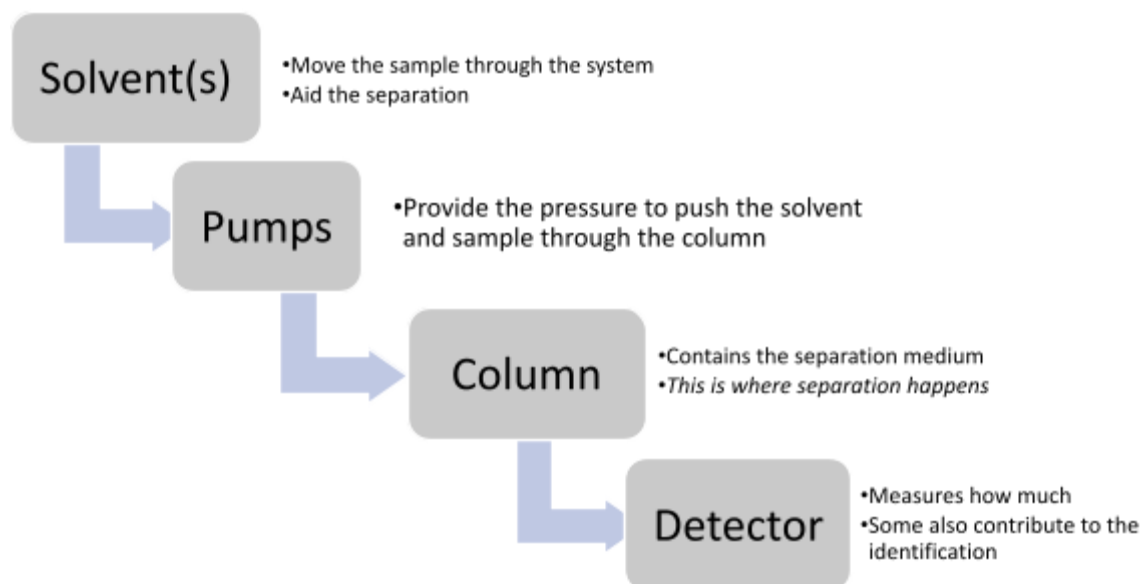 Solvent(s)
•Move the sample through the system
•Aid the separation
Pumps
•Provide the pressure to push the solvent
and sample through the column
Column
•Contains the separation medium
•This is where separation happens
Detector
•Measures how much
•Some also contribute to the
identification